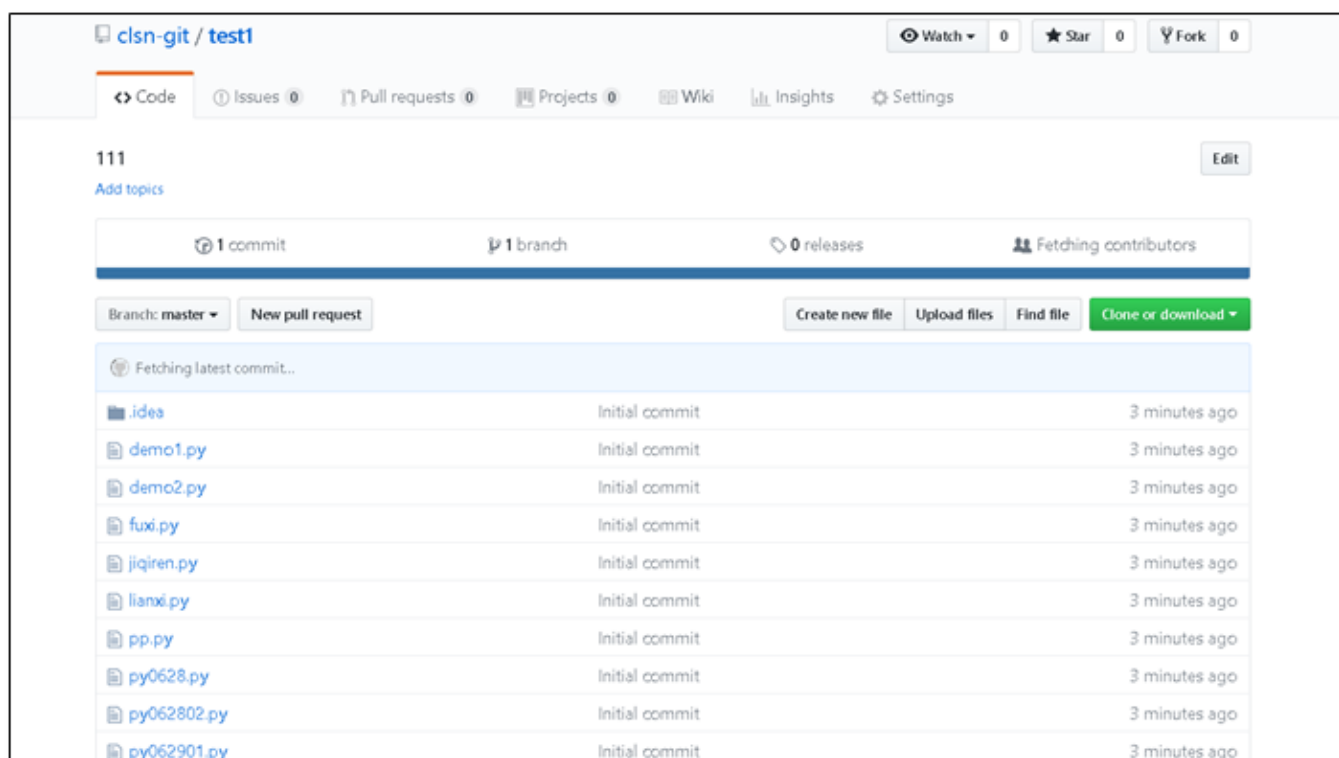 clsn-git / test1 Watch 0 Star 0 Fork 0
Code Issues 0 Pull requests 0 Projects 0 Wiki Insights Settings
111 Edit
Add topics
1 commit 1 branch 0 releases Fetching contributors
Branch: master New pull request Create new file Upload files Find file Clone or download
Fetching latest commit...
.idea Initial commit 3 minutes ago
demo1.py Initial commit 3 minutes ago
demo2.py Initial commit 3 minutes ago
fuxi.py Initial commit 3 minutes ago
jiqiren.py Initial commit 3 minutes ago
lianxi.py Initial commit 3 minutes ago
pp.py Initial commit 3 minutes ago
py0628.py Initial commit 3 minutes ago
py062802.py Initial commit 3 minutes ago
py062901.py Initial commit 3 minutes ago